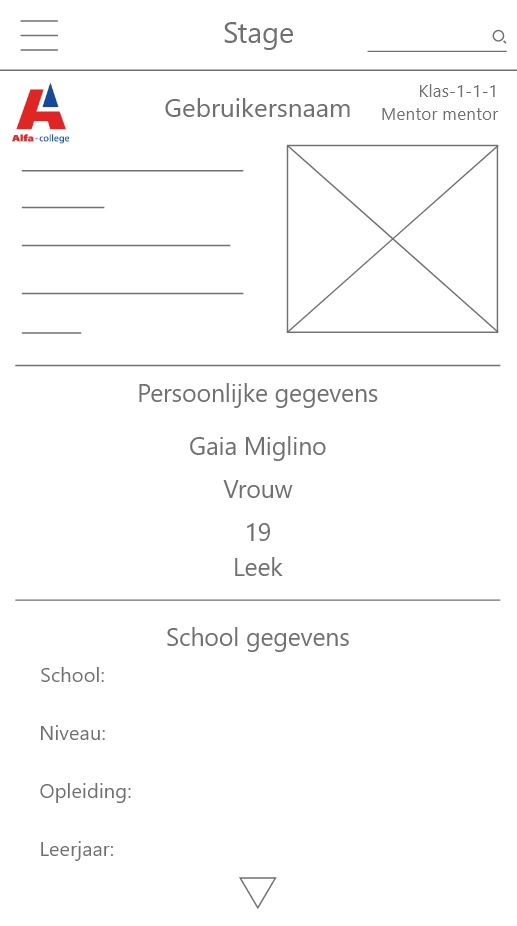 Stage
Klas-1-1-1
Gebruikersnaam
Mentor mentor
Alfa-college
Persoonlijke gegevens
Gaia Miglino
Vrouw
19
Leek
School gegevens
School:
Niveau:
Opleiding:
Leerjaar: